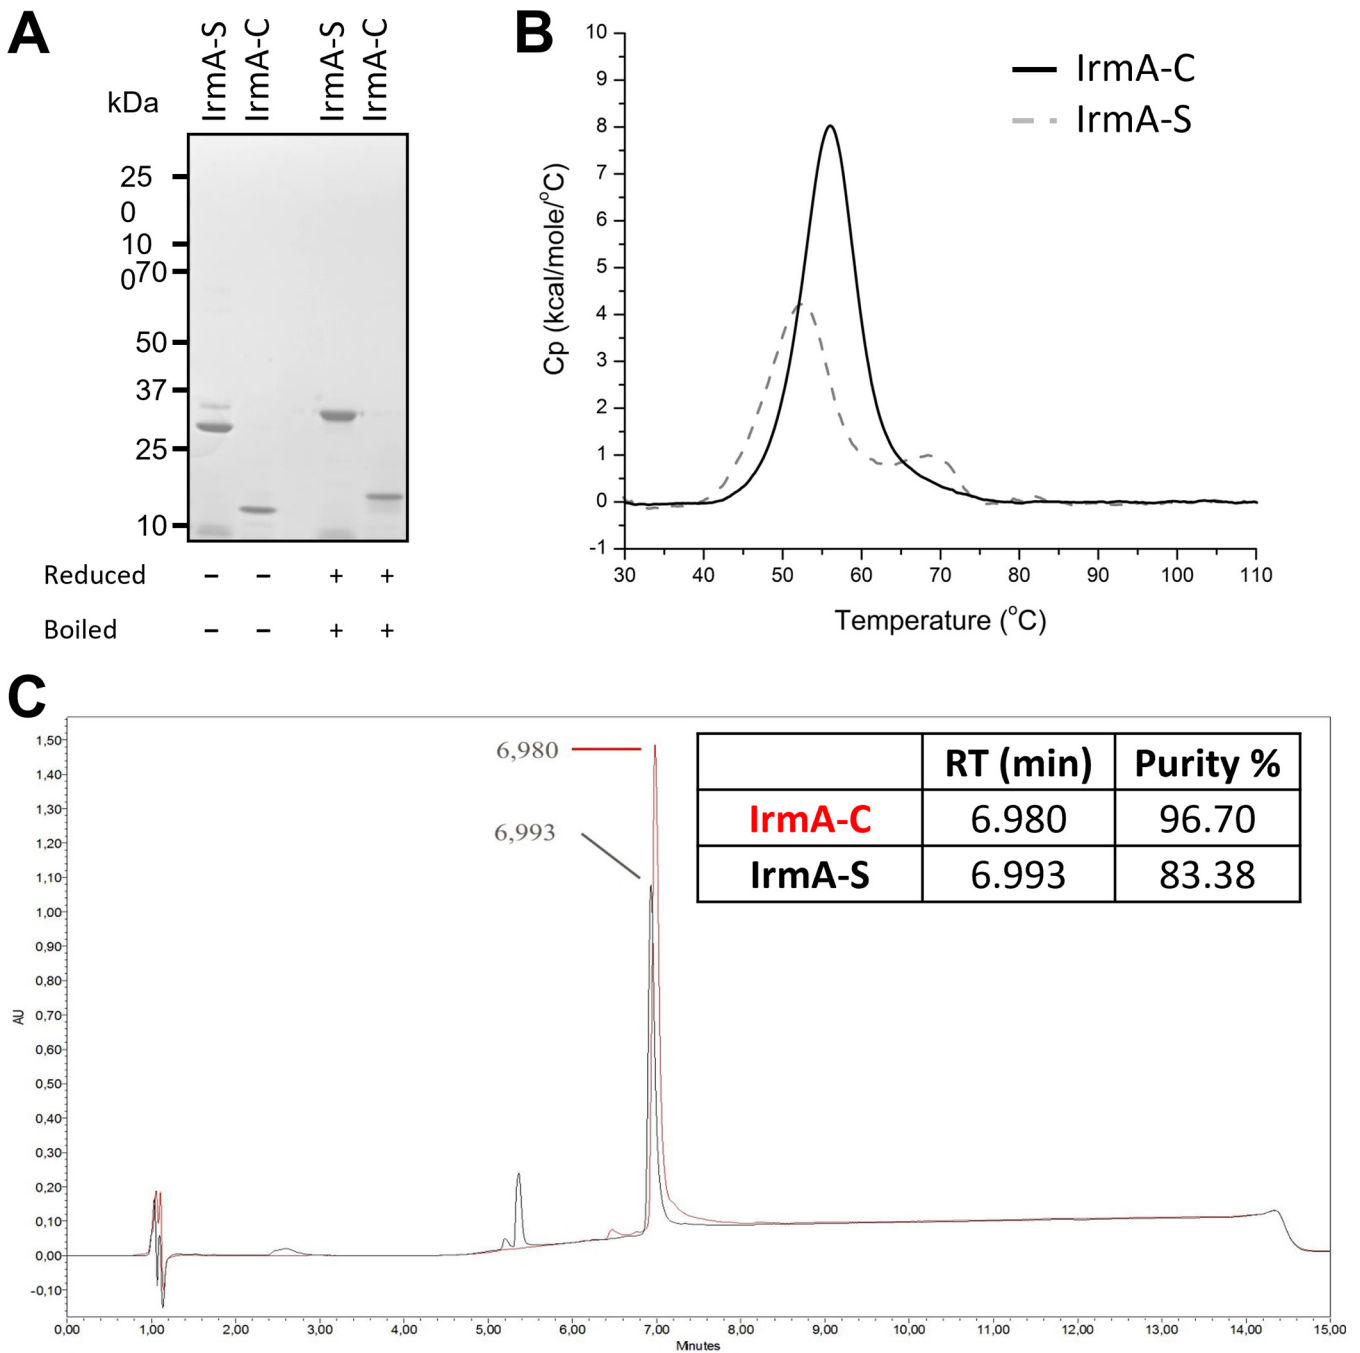 A
IrmA-S
IrmA-C
IrmA-S
IrmA-C
kDa
25
0
10
0
70
50
37
25
10
Reduced − − + +
Boiled − − + +
B
IrmA-C
IrmA-S
10
9
8
7
6
5
4
3
2
1
0
-1
Cp (kcal/mole/°C)
30 40 50 60 70 80 90 100 110
Temperature (°C)
C
6,980
6,993
RT (min) Purity %
IrmA-C 6.980 96.70
IrmA-S 6.993 83.38
1,50
1,40
1,30
1,20
1,10
1,00
0,90
0,80
0,70
0,60
0,50
0,40
0,30
0,20
0,10
0,00
-0,10
AU
0,00 1,00 2,00 3,00 4,00 5,00 6,00 7,00 8,00 9,00 10,00 11,00 12,00 13,00 14,00 15,00
Minutes